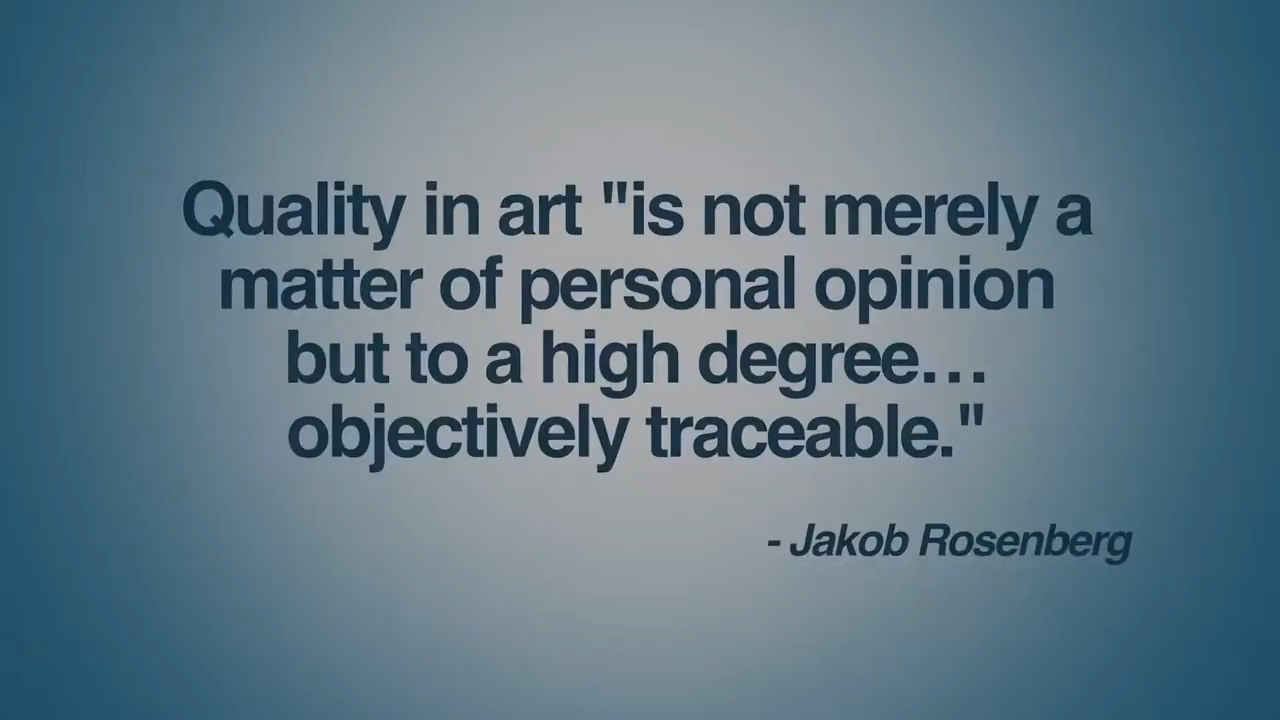 Quality in art "is not merely a
matter of personal opinion
but to a high degree…
objectively traceable."
- Jakob Rosenberg